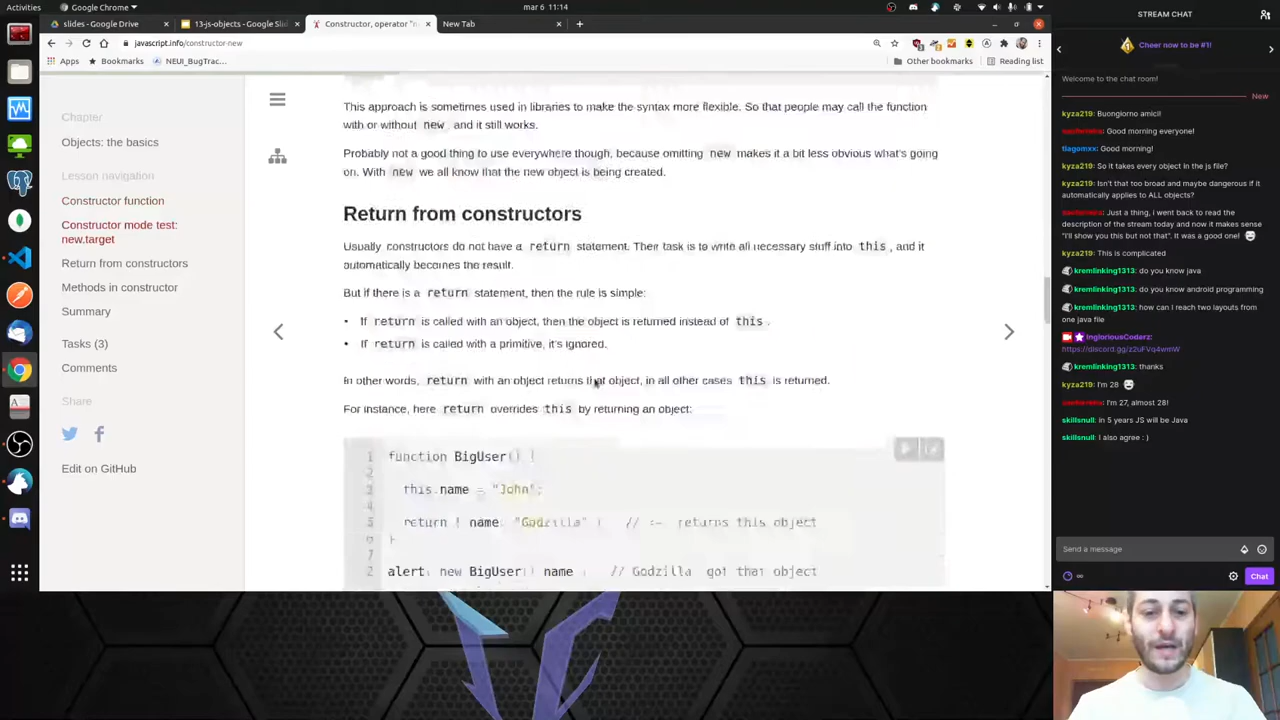 Activities
Google Chrome
mar 6 11:14
slides - Google Drive
13-js-objects - Google Slid
Constructor, operator "n
New Tab
javascript.info/constructor-new
Apps
Bookmarks
NEUI_BugTrac...
Other bookmarks
Reading list
Chapter
Objects: the basics
Lesson navigation
Constructor function
Constructor mode test:
new.target
Return from constructors
Methods in constructor
Summary
Tasks (3)
Comments
Share
Edit on GitHub
This approach is sometimes used in libraries to make the syntax more flexible. So that people may call the function
with or without new and it still works.
Probably not a good thing to use everywhere though, because omitting new makes it a bit less obvious what's going
on. With new we all know that the new object is being created.
Return from constructors
Usually constructors do not have a return statement. Their task is to write all necessary stuff into this , and it
automatically becomes the result.
But if there is a return statement, then the rule is simple:
• If return is called with an object, then the object is returned instead of this .
• If return is called with a primitive, it's ignored.
In other words, return with an object returns that object, in all other cases this is returned.
For instance, here return overrides this by returning an object:
1 function BigUser()
this.name = "John";
5 return name "Godzilla" // returns this object
7
alert new BigUser() name // Godzilla got that object
STREAM CHAT
Cheer now to be #1!
Welcome to the chat room!
New
kyza219: Buongiorno amici!
Good morning everyone!
tiagomxx: Good morning!
kyza219: So it takes every object in the js file?
kyza219: Isn't that too broad and maybe dangerous if it
automatically applies to ALL objects?
Just a thing, i went back to read the
description of the stream today and now it makes sense
"I'll show you this but not that". It was a good one!
kyza219: This is complicated
kremlinking1313: do you know java
kremlinking1313: do you know android programming
kremlinking1313: how can I reach two layouts from
one java file
IngloriousCoderz:
https://discord.gg/z2uFVq4wmW
kremlinking1313: thanks
kyza219: I'm 28
I'm 27, almost 28!
skillsnull: in 5 years JS will be Java
skillsnull: I also agree : )
Send a message
Chat